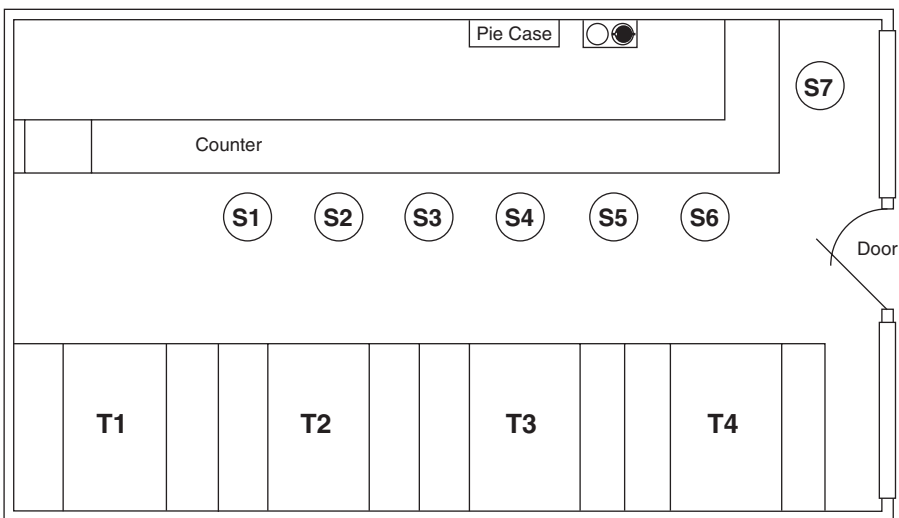 Pie Case
S7
Counter
S1 S2 S3 S4 S5 S6
Door
T1 T2 T3 T4